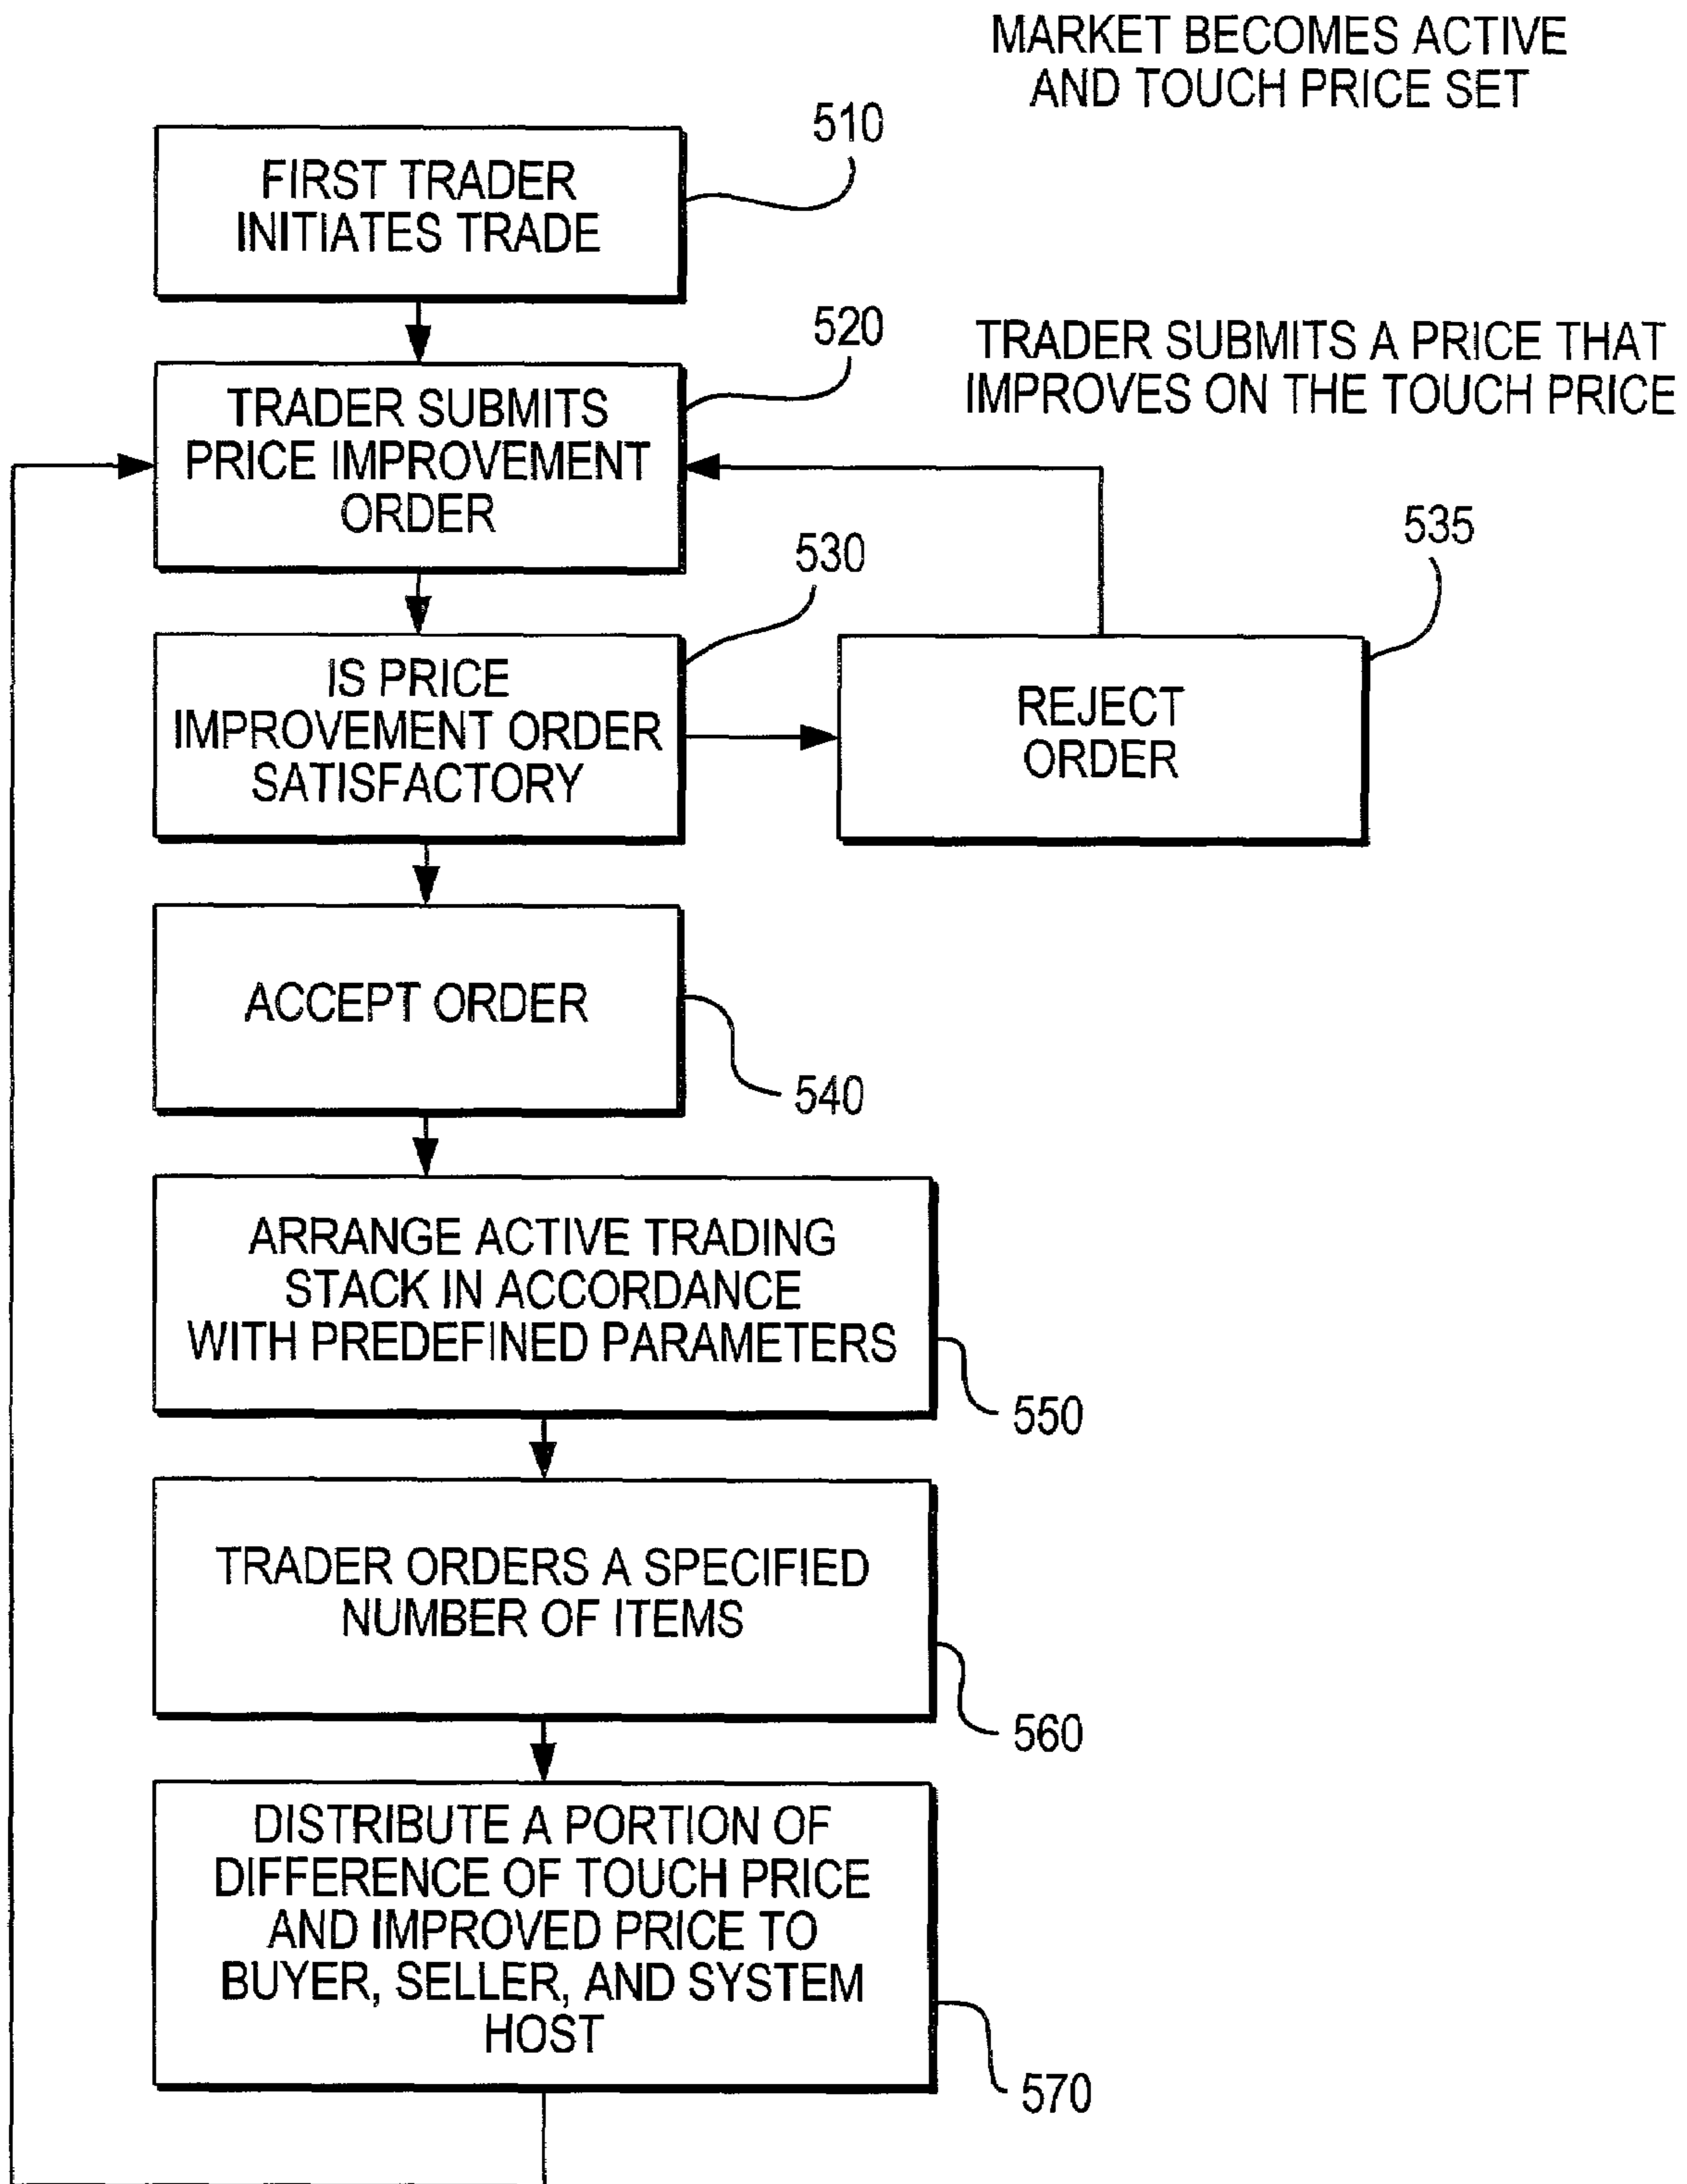 MARKET BECOMES ACTIVE
AND TOUCH PRICE SET
510
FIRST TRADER
INITIATES TRADE
520
TRADER SUBMITS A PRICE THAT
IMPROVES ON THE TOUCH PRICE
TRADER SUBMITS
PRICE IMPROVEMENT
ORDER
530
535
IS PRICE
IMPROVEMENT ORDER
SATISFACTORY
REJECT
ORDER
ACCEPT ORDER
540
ARRANGE ACTIVE TRADING
STACK IN ACCORDANCE
WITH PREDEFINED PARAMETERS
550
TRADER ORDERS A SPECIFIED
NUMBER OF ITEMS
560
DISTRIBUTE A PORTION OF
DIFFERENCE OF TOUCH PRICE
AND IMPROVED PRICE TO
BUYER, SELLER, AND SYSTEM
HOST
570